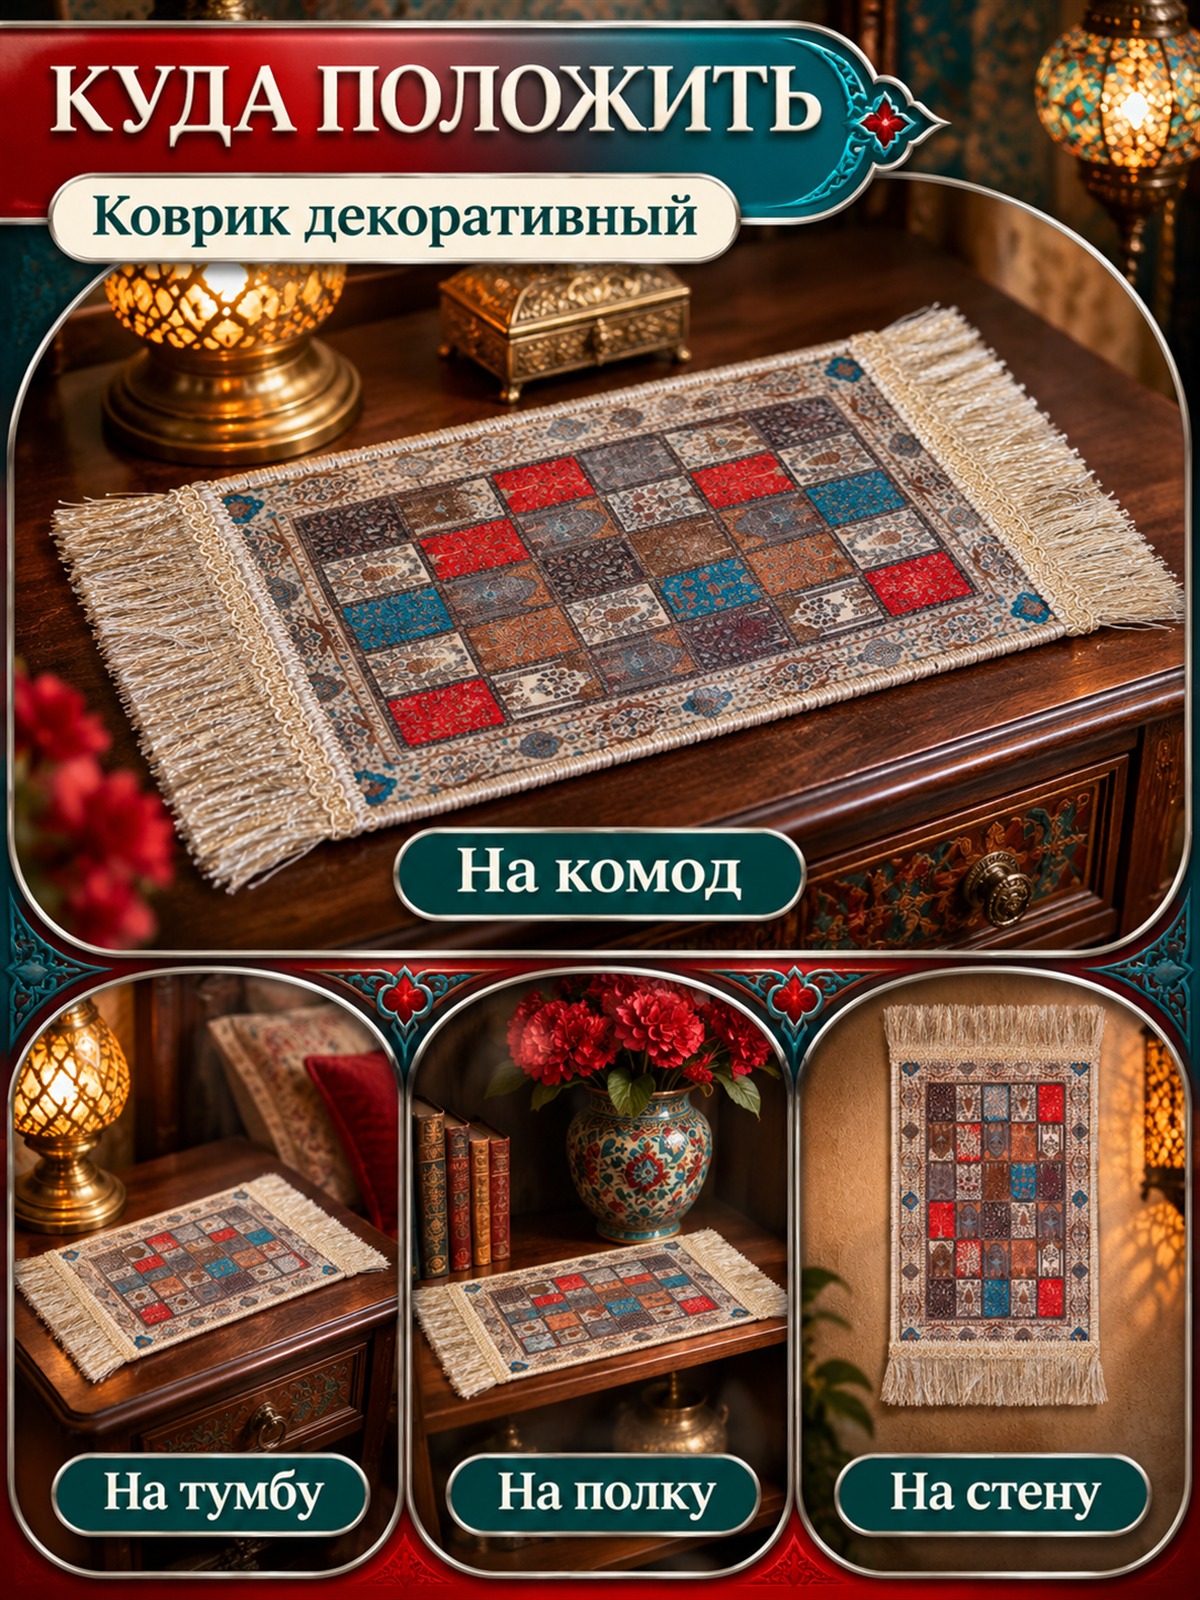 КУДА ПОЛОЖИТЬ
Коврик декоративный
На комод
На тумбу
На полку
На стену